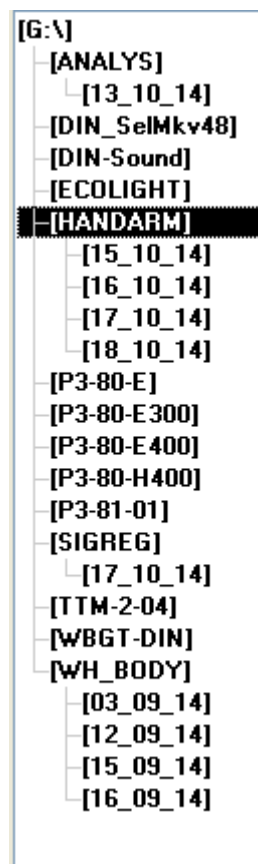 [G:\]
[ANALYS]
[13_10_14]
[DIN_SelMkv48]
[DIN-Sound]
[ECOLIGHT]
[HANDARM]
[15_10_14]
[16_10_14]
[17_10_14]
[18_10_14]
[P3-80-E]
[P3-80-E300]
[P3-80-E400]
[P3-80-H400]
[P3-81-01]
[SIGREG]
[17_10_14]
[TTM-2-04]
[WBGT-DIN]
[WH_BODY]
[03_09_14]
[12_09_14]
[15_09_14]
[16_09_14]